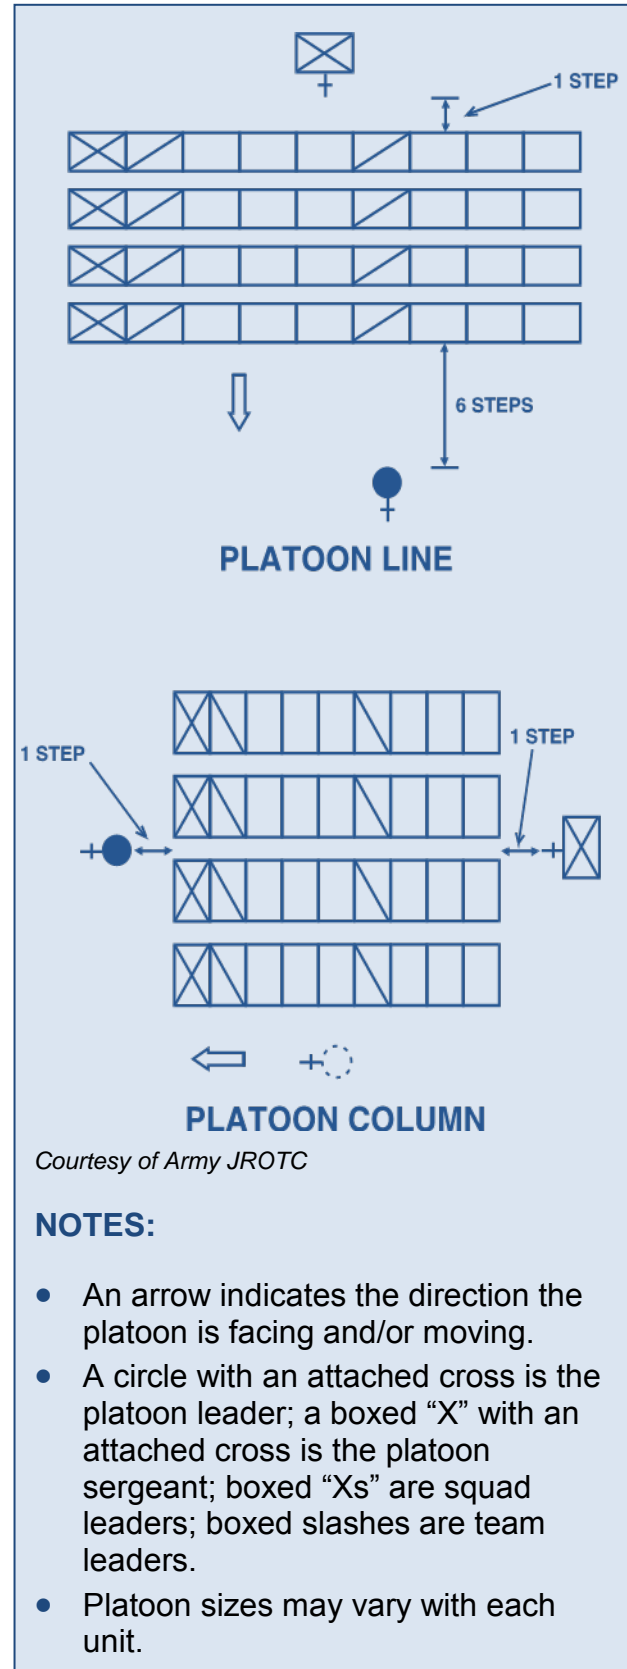 1 STEP
6 STEPS
PLATOON LINE
1 STEP
1 STEP
PLATOON COLUMN
Courtesy of Army JROTC
NOTES:
• An arrow indicates the direction the
platoon is facing and/or moving.
• A circle with an attached cross is the
platoon leader; a boxed “X” with an
attached cross is the platoon
sergeant; boxed “Xs” are squad
leaders; boxed slashes are team
leaders.
• Platoon sizes may vary with each
unit.